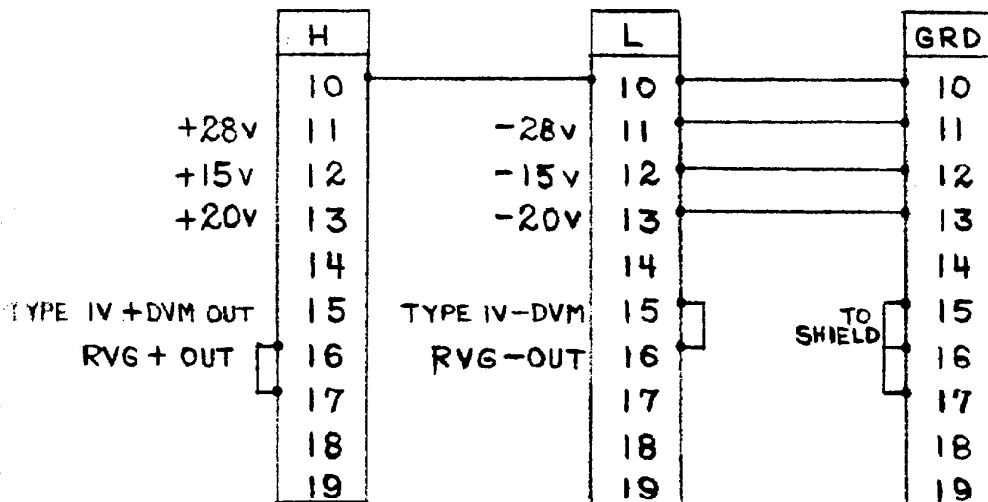 H L GRD
10 10 10
+28v 11 -28v 11 11
+15v 12 -15v 12 12
+20v 13 -20v 13 13
14 14 14
TYPE IV +DVM OUT 15 TYPE IV-DVM 15 TO 15
SHIELD
RVG + OUT 16 RVG-OUT 16 16
17 17 17
18 18 18
19 19 19